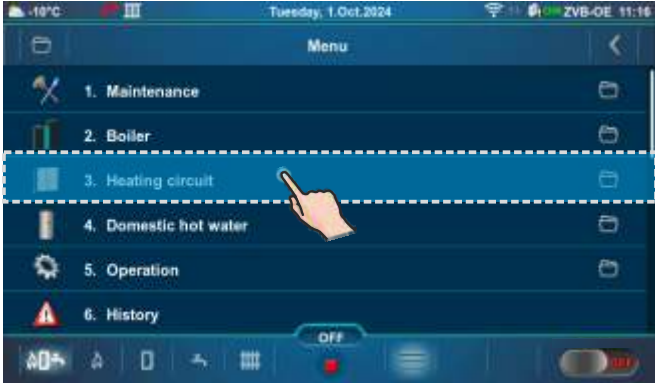 -10°C Tuesday, 1.Oct.2024 ZVB-OE 11:16
Menu
1. Maintenance
2. Boiler
3. Heating circuit
4. Domestic hot water
5. Operation
6. History
OFF
OFF